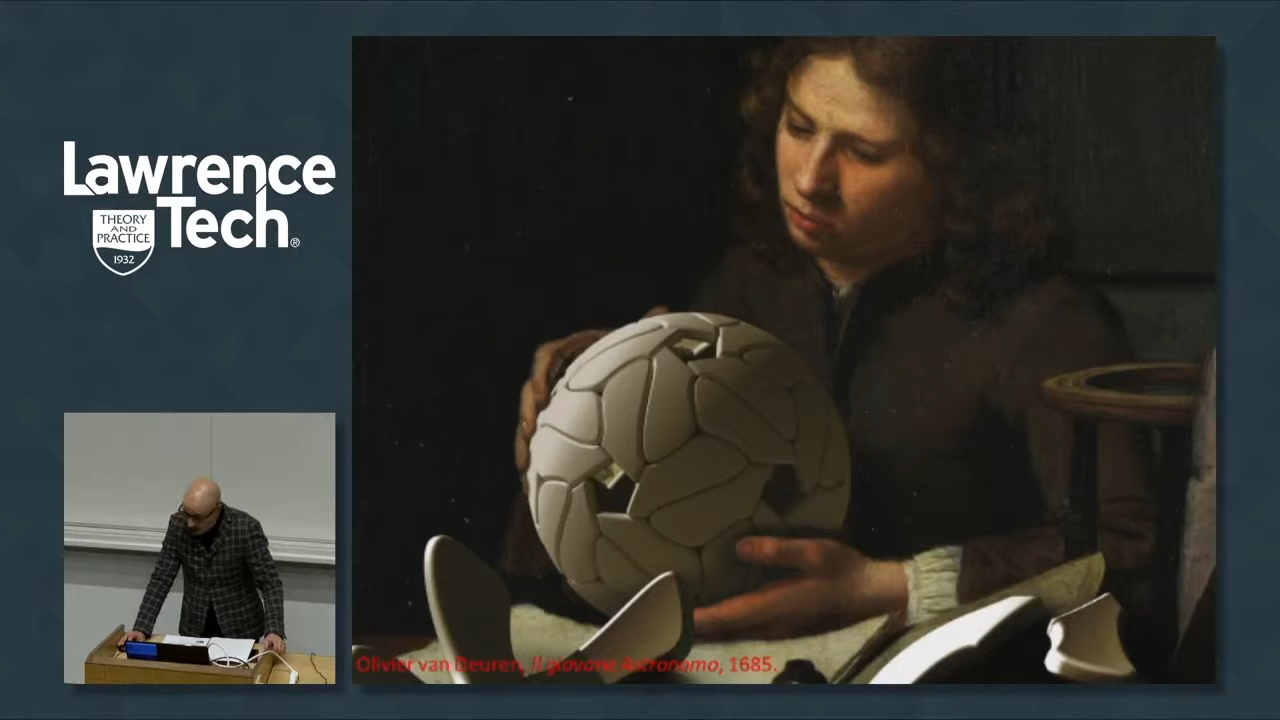 Lawrence
Tech®
THEORY
AND
PRACTICE
1932
Olivier van Deuren, Il giovane Astronomo, 1685.